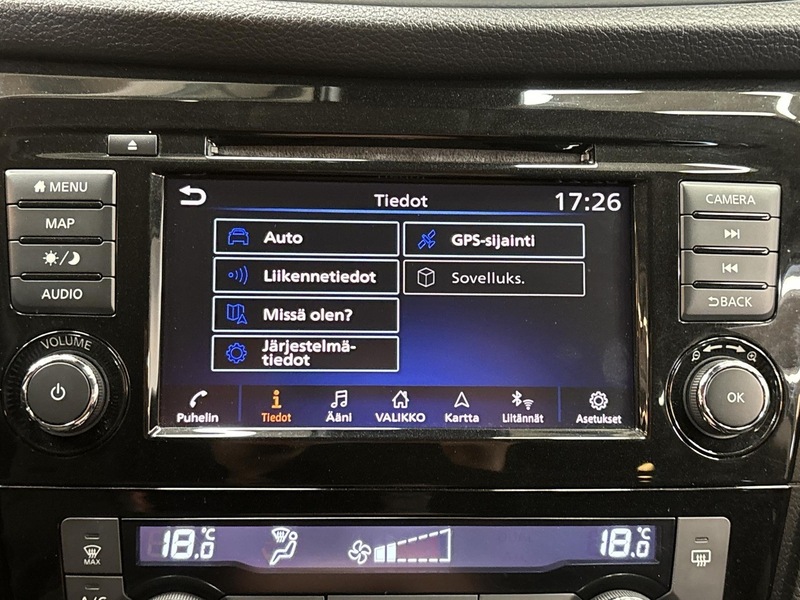 MENU
MAP
AUDIO
VOLUME
Tiedot
17:26
Auto
GPS-sijainti
Liikennetiedot
Sovelluks.
Missä olen?
Järjestelmä-
tiedot
Puhelin
Tiedot
Ääni
VALIKKO
Kartta
Liitännät
Asetukset
CAMERA
BACK
OK
18.0°C
18.0°C
MAX
A/C